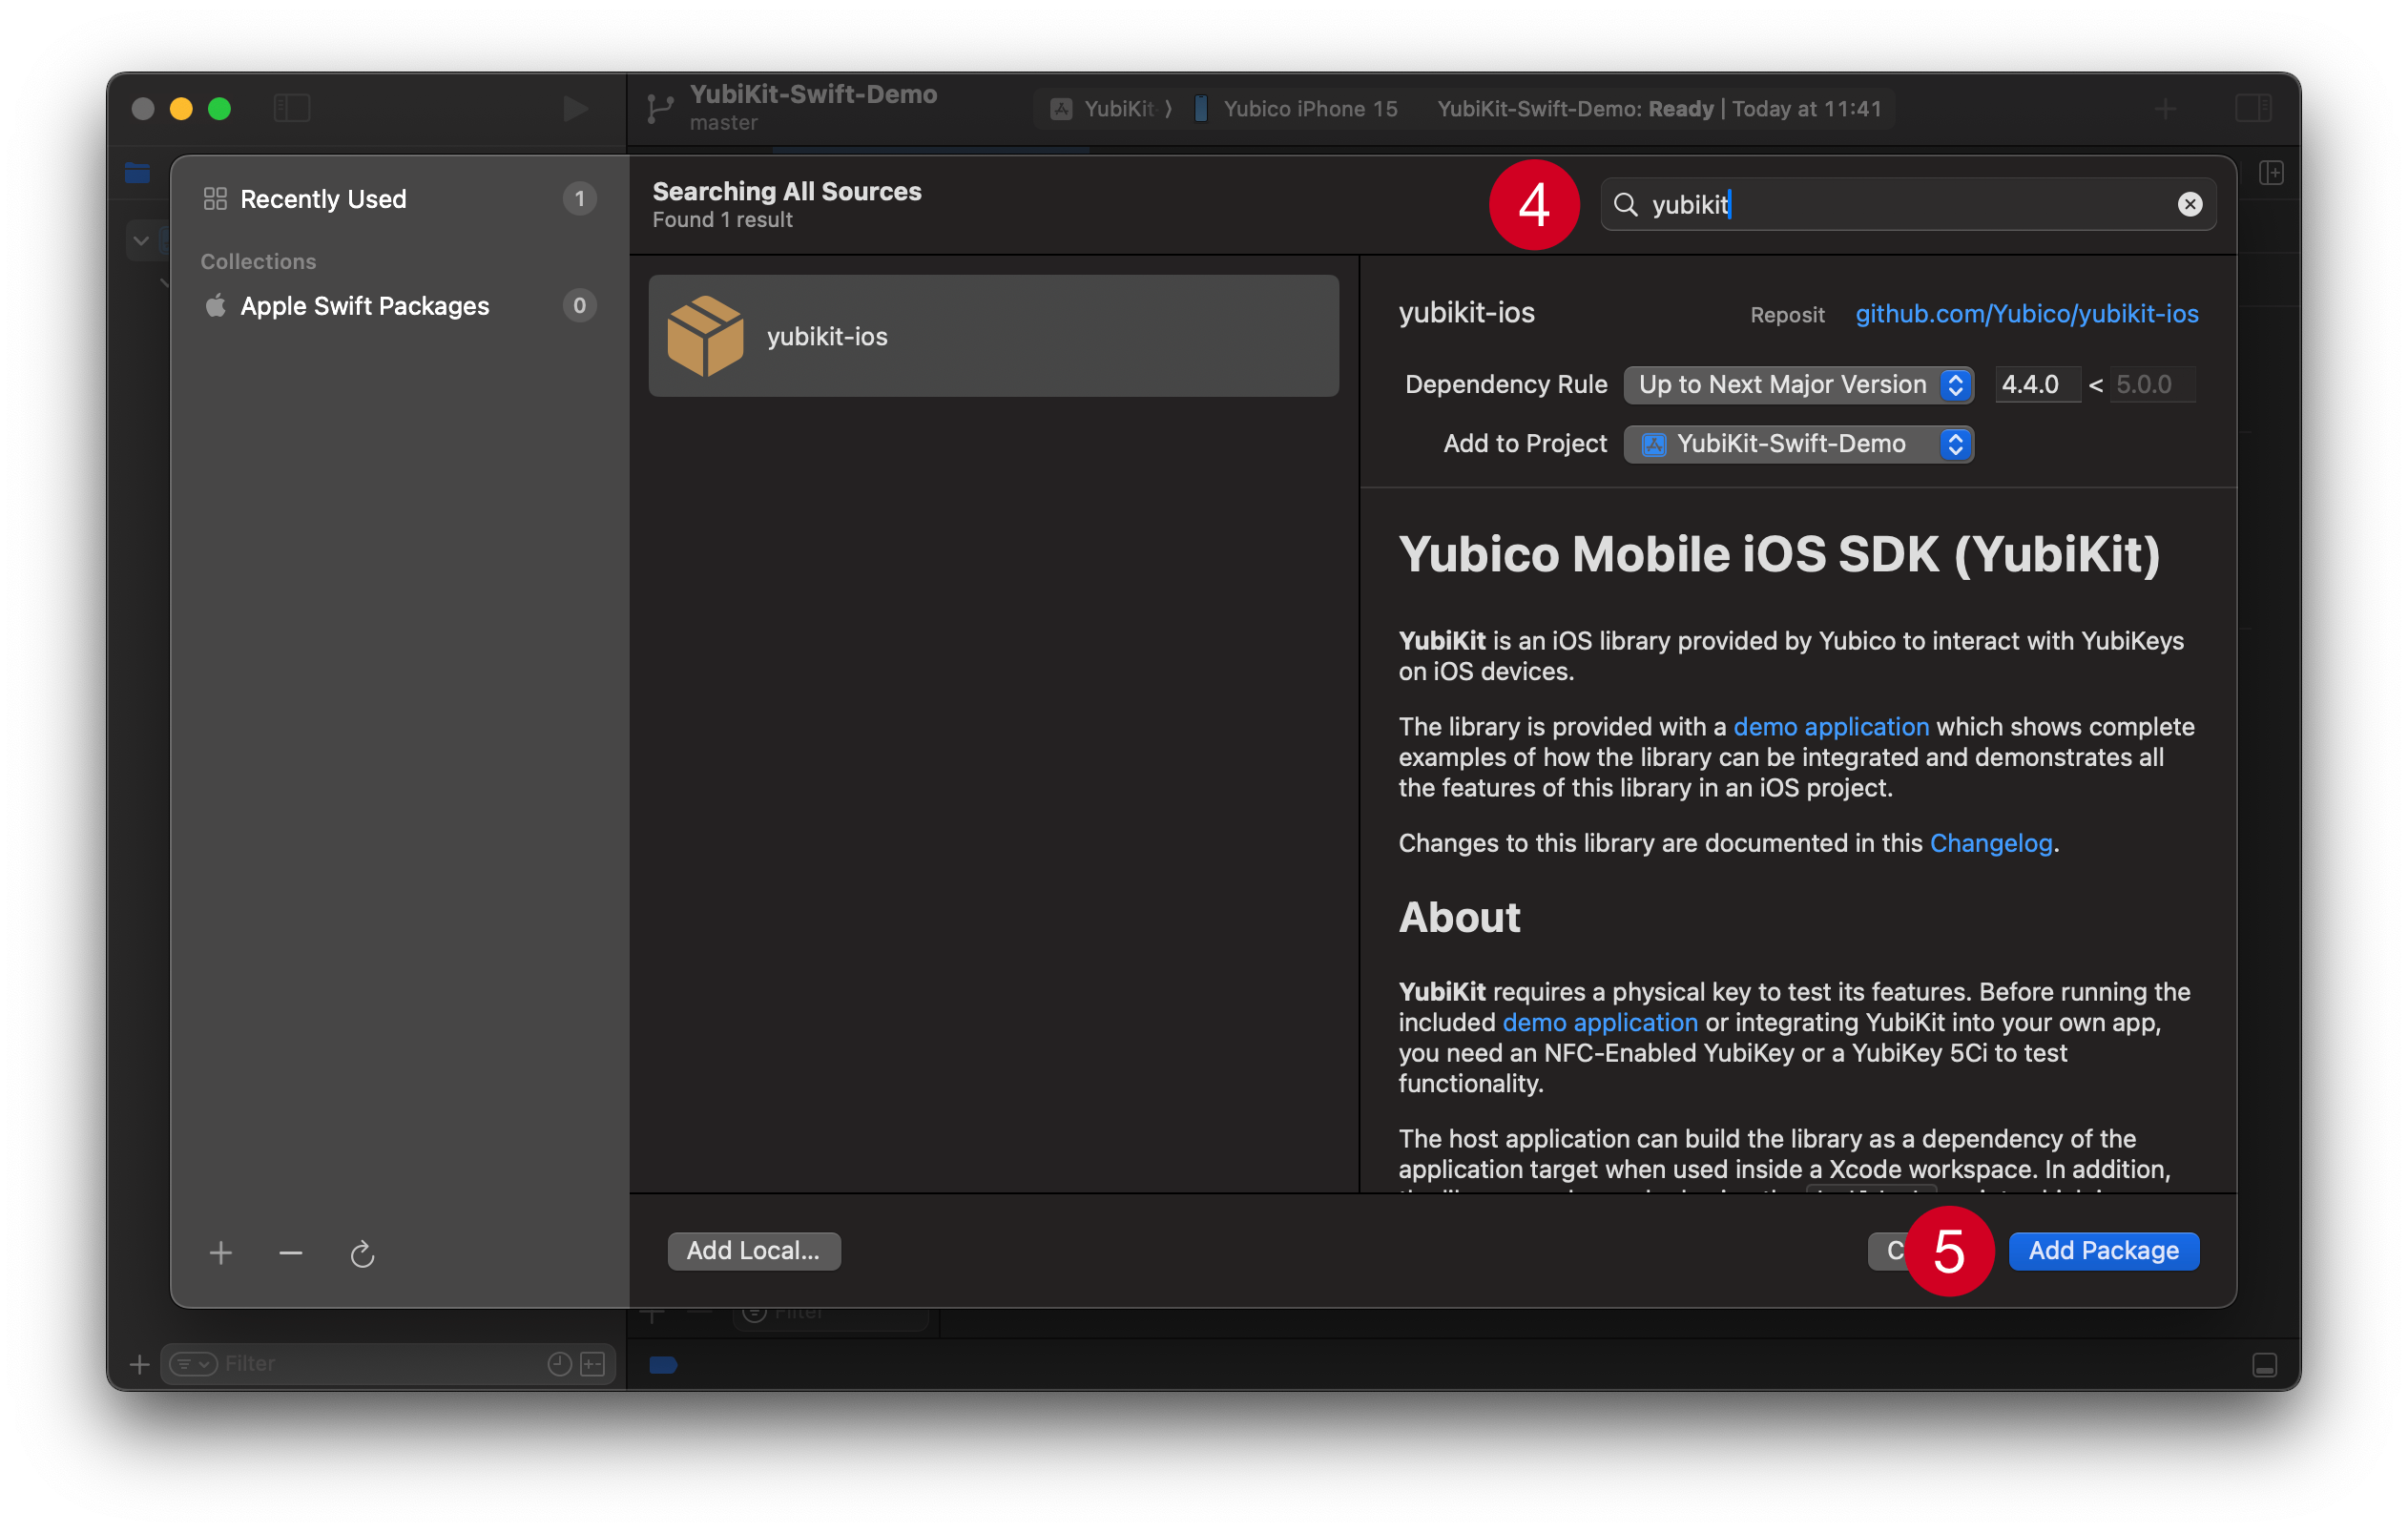 YubiKit-Swift-Demo
master
YubiKit
Yubico iPhone 15
YubiKit-Swift-Demo: Ready | Today at 11:41
Recently Used
1
Collections
Apple Swift Packages
0
Searching All Sources
Found 1 result
4
yubikit
yubikit-ios
yubikit-ios
Reposit
github.com/Yubico/yubikit-ios
Dependency Rule
Up to Next Major Version
4.4.0 < 5.0.0
Add to Project
YubiKit-Swift-Demo
Yubico Mobile iOS SDK (YubiKit)
YubiKit is an iOS library provided by Yubico to interact with YubiKeys
on iOS devices.
The library is provided with a demo application which shows complete
examples of how the library can be integrated and demonstrates all
the features of this library in an iOS project.
Changes to this library are documented in this Changelog.
About
YubiKit requires a physical key to test its features. Before running the
included demo application or integrating YubiKit into your own app,
you need an NFC-Enabled YubiKey or a YubiKey 5Ci to test
functionality.
The host application can build the library as a dependency of the
application target when used inside a Xcode workspace. In addition,
Add Local...
C
5
Add Package
Filter
Filter